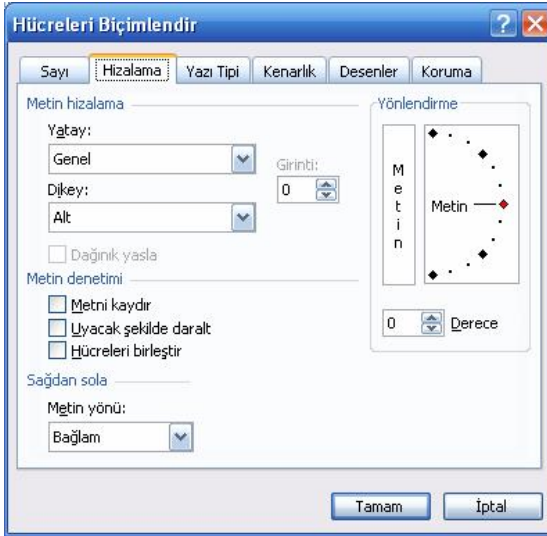 Hücreleri Biçimlendir
Sayı Hizalama Yazı Tipi Kenarlık Desenler Koruma
Metin hizalama
Yatay:
Genel
Girinti:
0
Dikey:
Alt
Dağınık yasla
Metin denetimi
Metni kaydır
Uyacak şekilde daralt
Hücreleri birleştir
Sağdan sola
Metin yönü:
Bağlam
Yönlendirme
Metin
Metin
0 Derece
Tamam İptal